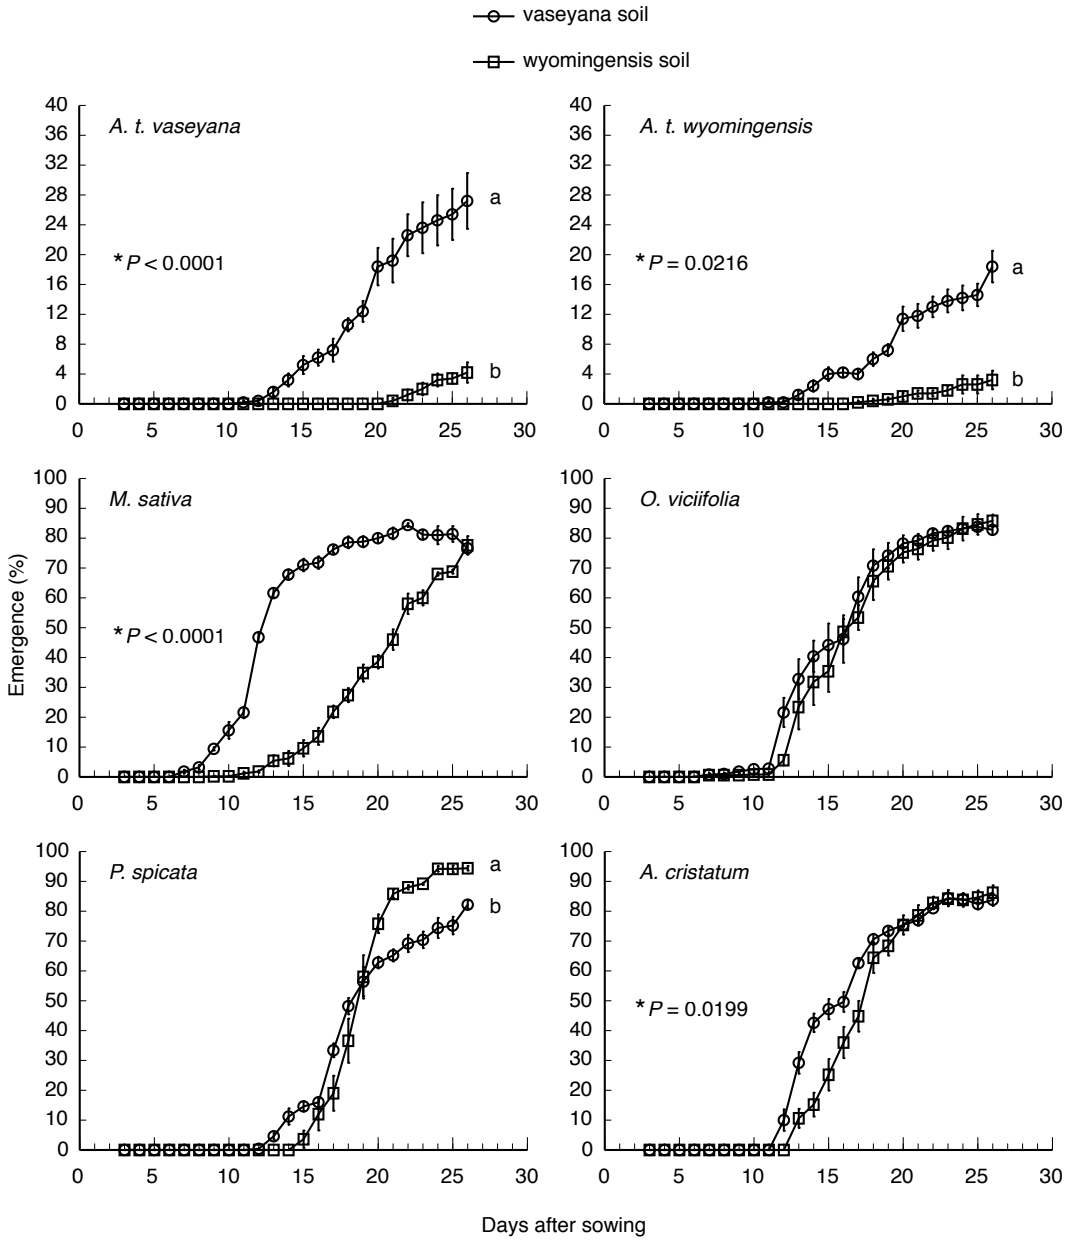 vaseyana soil
wyomingensis soil
A. t. vaseyana
40
36
32
28
24
20
16
12
8
4
0
a
*P < 0.0001
b
0 5 10 15 20 25 30
A. t. wyomingensis
40
36
32
28
24
20
16
12
8
4
0
*P = 0.0216
a
b
0 5 10 15 20 25 30
Emergence (%)
M. sativa
100
90
80
70
60
50
40
30
20
10
0
*P < 0.0001
0 5 10 15 20 25 30
O. viciifolia
100
90
80
70
60
50
40
30
20
10
0
0 5 10 15 20 25 30
P. spicata
100
90
80
70
60
50
40
30
20
10
0
a
b
0 5 10 15 20 25 30
A. cristatum
100
90
80
70
60
50
40
30
20
10
0
*P = 0.0199
0 5 10 15 20 25 30
Days after sowing